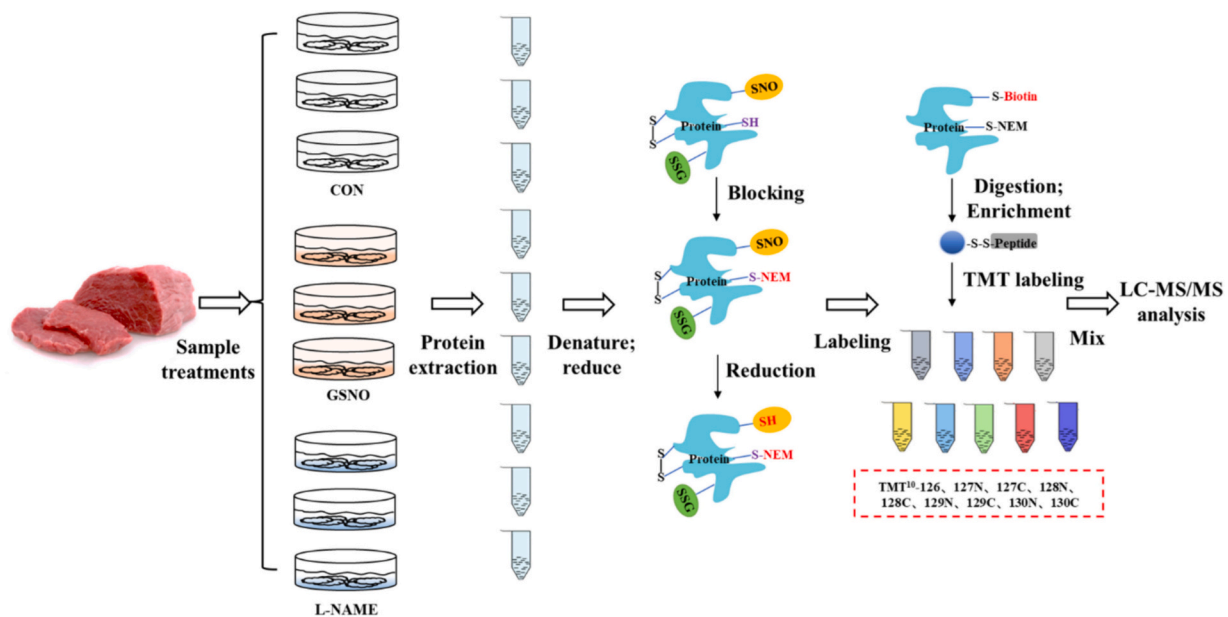 Sample
treatments
CON
GSNO
L-NAME
Protein
extraction
Denature;
reduce
SNO
S
S
Protein
SH
SSG
Blocking
SNO
S
S
Protein
S-NEM
SSG
Reduction
SH
S
S
Protein
S-NEM
SSG
Labeling
S-Biotin
Protein
S-NEM
Digestion;
Enrichment
-S-S-Peptide
TMT labeling
TMT¹⁰-126、127N、127C、128N、
128C、129N、129C、130N、130C
Mix
LC-MS/MS
analysis